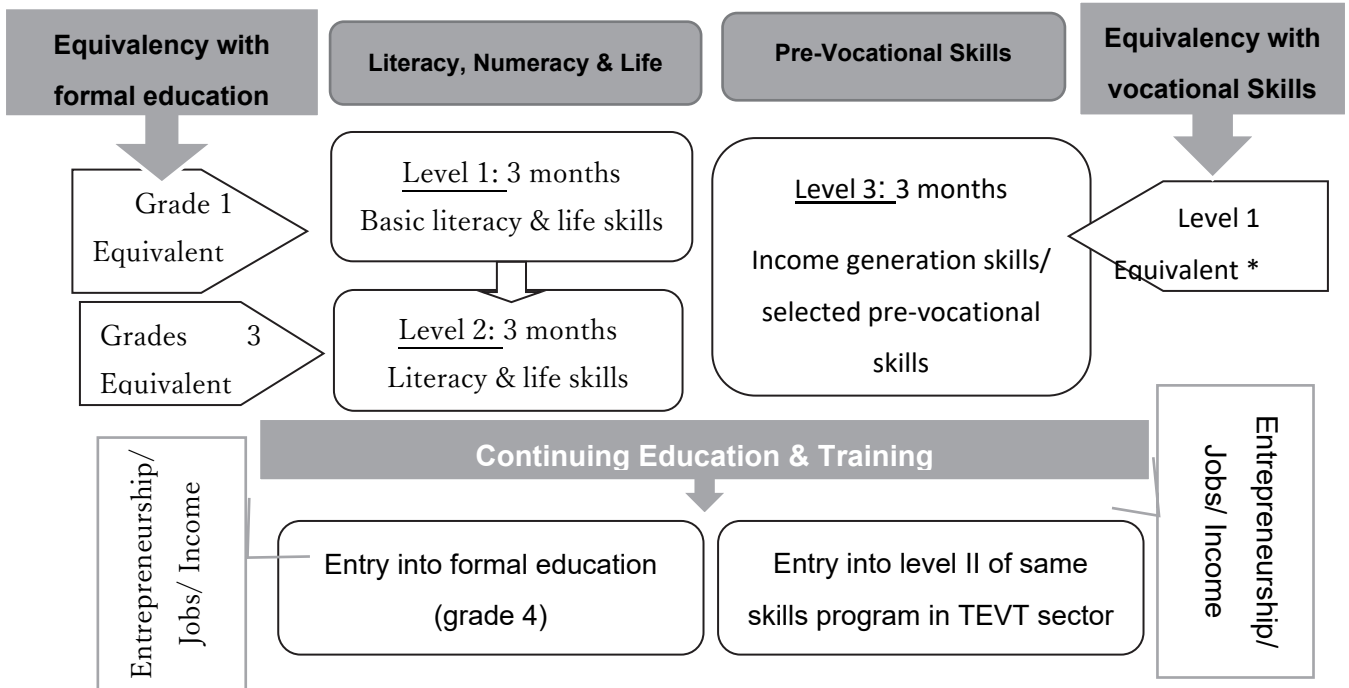 Equivalency with
formal education
Literacy, Numeracy & Life
Pre-Vocational Skills
Equivalency with
vocational Skills
Grade 1
Equivalent
Level 1: 3 months
Basic literacy & life skills
Level 3: 3 months
Income generation skills/
selected pre-vocational
skills
Level 1
Equivalent *
Grades 3
Equivalent
Level 2: 3 months
Literacy & life skills
Continuing Education & Training
Entrepreneurship/
Jobs/ Income
Entry into formal education
(grade 4)
Entry into level II of same
skills program in TEVT sector
Entrepreneurship/
Jobs/ Income